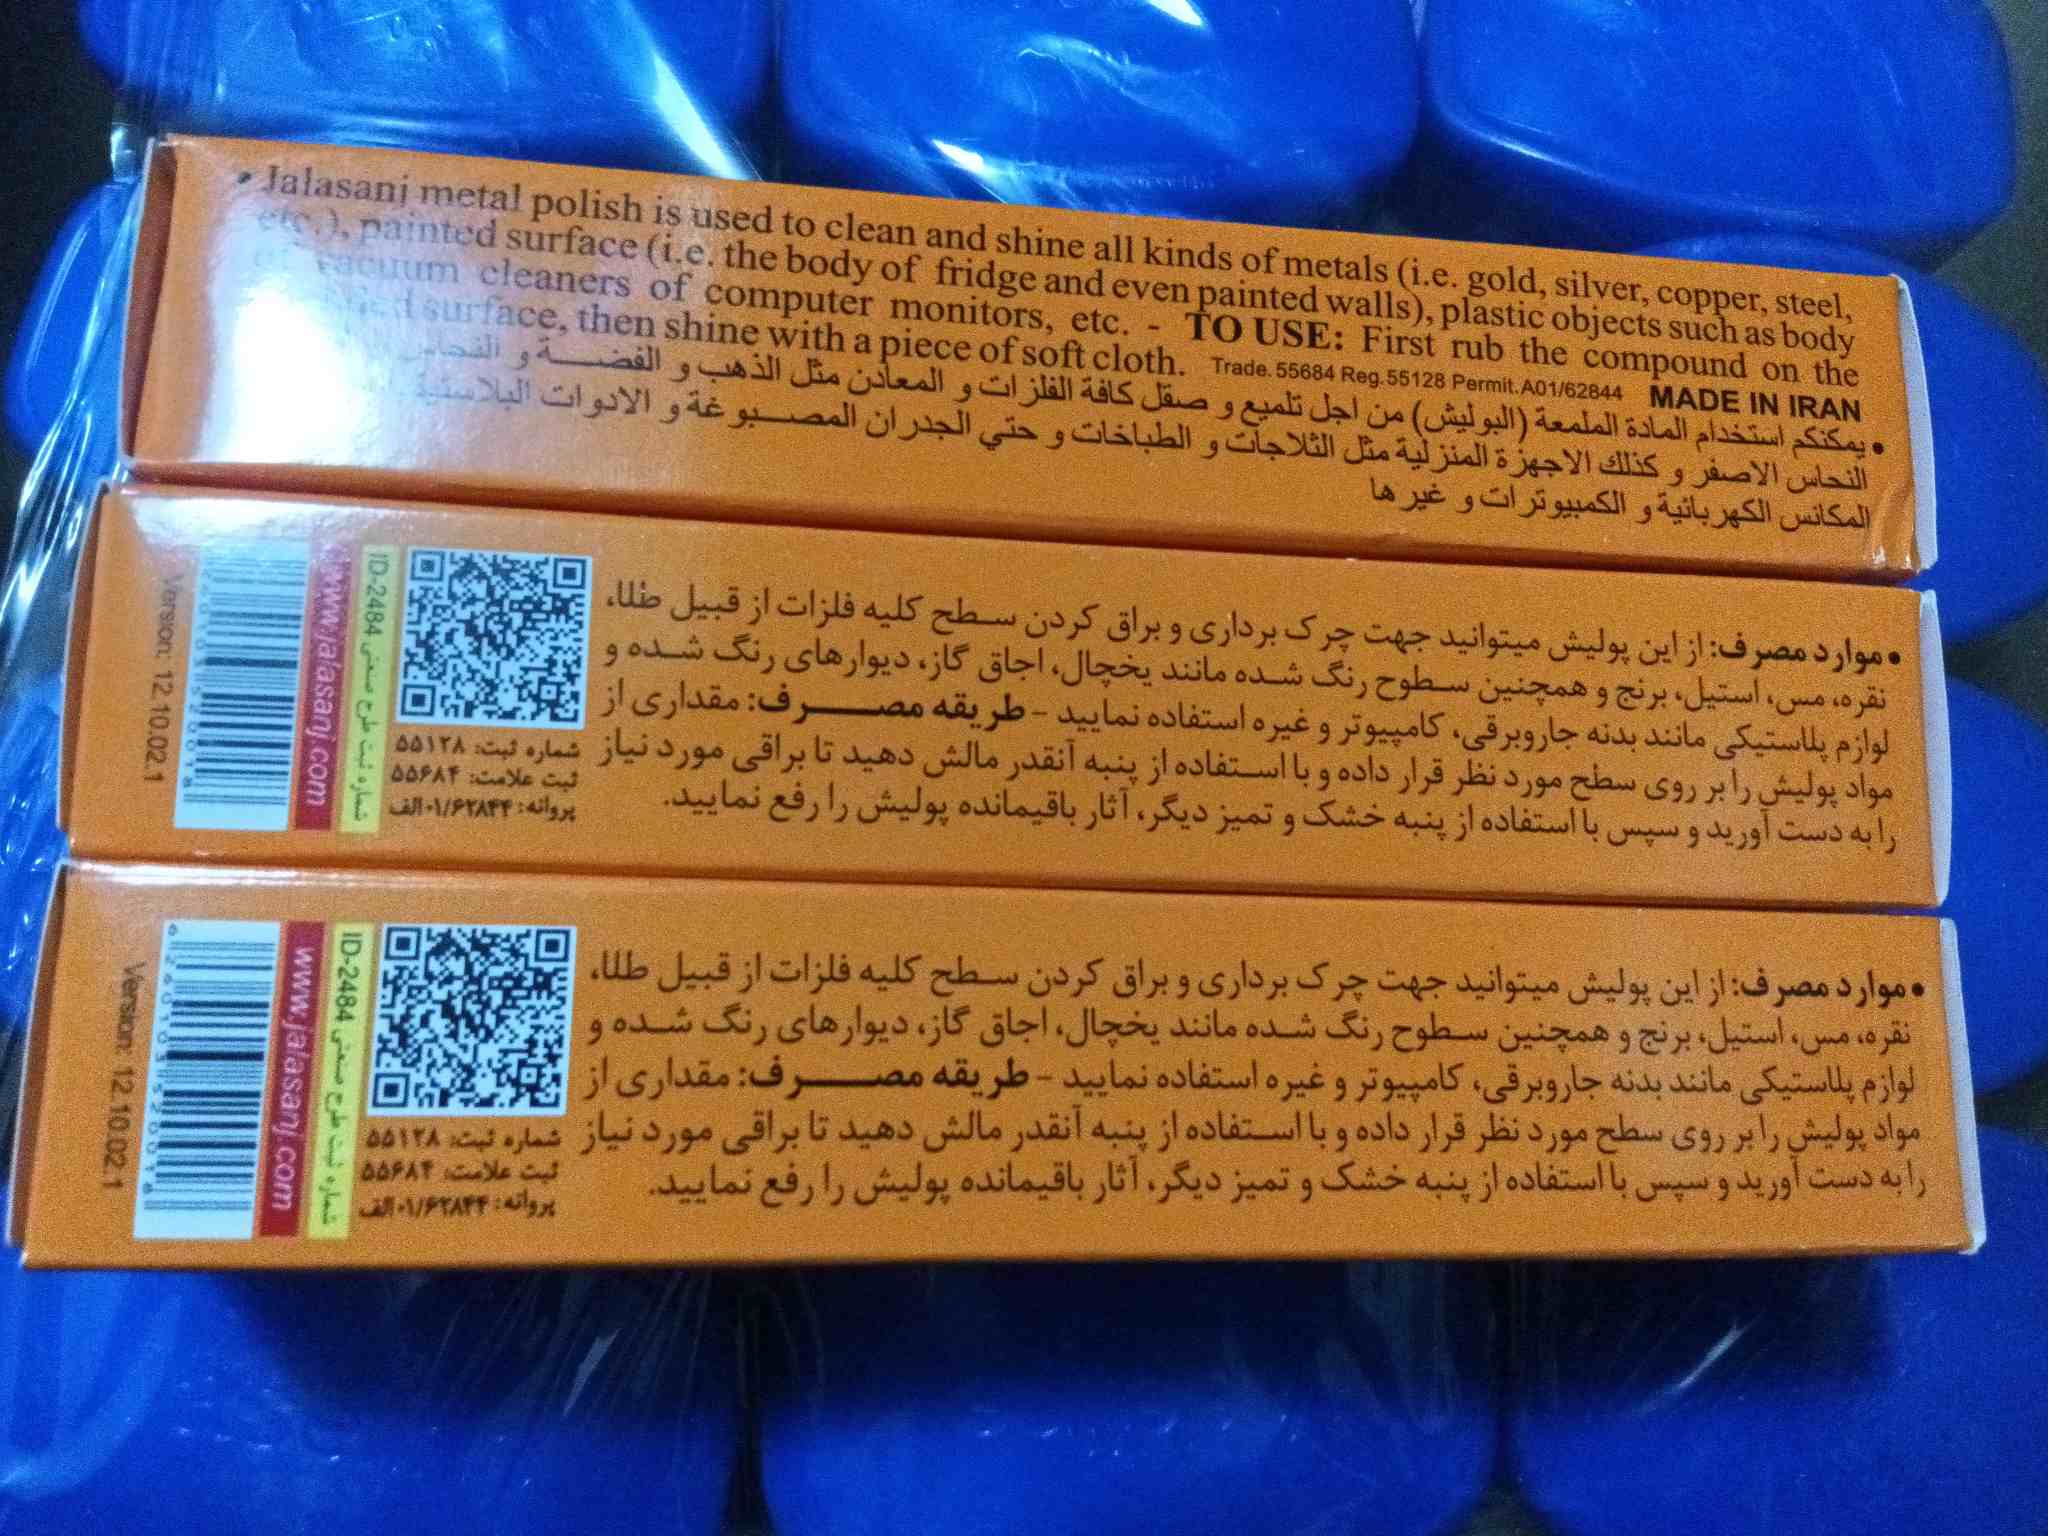 • Jalasanj metal polish is used to clean and shine all kinds of metals (i.e. gold, silver, copper, steel,
etc.), painted surface (i.e. the body of fridge and even painted walls), plastic objects such as body
of vacuum cleaners of computer monitors, etc. - TO USE: First rub the compound on the
surface, then shine with a piece of soft cloth. Trade.55684 Reg.55128 Permit.A01/62844 MADE IN IRAN
• يمكنكم استخدام المادة الملمعة (البوليش) من اجل تلميع و صقل كافة الفلزات و المعادن مثل الذهب و الفضة و النحاس
النحاس الاصفر و كذلك الاجهزة المنزلية مثل الثلاجات و الطباخات و حتي الجدران المصبوغة و الادوات البلاستيكية
المكانس الكهربائية و الكمبيوترات و غيرها
• موارد مصرف: از این پولیش میتوانید جهت چرک برداری و براق کردن سطح کلیه فلزات از قبیل طلا،
نقره، مس، استیل، برنج و همچنین سطوح رنگ شده مانند یخچال، اجاق گاز، دیوارهای رنگ شده و
لوازم پلاستیکی مانند بدنه جاروبرقی، کامپیوتر و غیره استفاده نمایید - طریقه مصرف: مقداری از
مواد پولیش را بر روی سطح مورد نظر قرار داده و با استفاده از پنبه آنقدر مالش دهید تا براقی مورد نیاز
را به دست آورید و سپس با استفاده از پنبه خشک و تمیز دیگر، آثار باقیمانده پولیش را رفع نمایید.
شماره ثبت: ۵۵۱۲۸
ثبت علامت: ۵۵۶۸۴
پروانه: ۰۱/۶۲۸۴۴/الف
شماره ثبت طرح صنعتی ID-2484
www.jalasanj.com
Version: 12.10.02.1
• موارد مصرف: از این پولیش میتوانید جهت چرک برداری و براق کردن سطح کلیه فلزات از قبیل طلا،
نقره، مس، استیل، برنج و همچنین سطوح رنگ شده مانند یخچال، اجاق گاز، دیوارهای رنگ شده و
لوازم پلاستیکی مانند بدنه جاروبرقی، کامپیوتر و غیره استفاده نمایید - طریقه مصرف: مقداری از
مواد پولیش را بر روی سطح مورد نظر قرار داده و با استفاده از پنبه آنقدر مالش دهید تا براقی مورد نیاز
را به دست آورید و سپس با استفاده از پنبه خشک و تمیز دیگر، آثار باقیمانده پولیش را رفع نمایید.
شماره ثبت: ۵۵۱۲۸
ثبت علامت: ۵۵۶۸۴
پروانه: ۰۱/۶۲۸۴۴/الف
شماره ثبت طرح صنعتی ID-2484
www.jalasanj.com
6 260103 520018
Version: 12.10.02.1